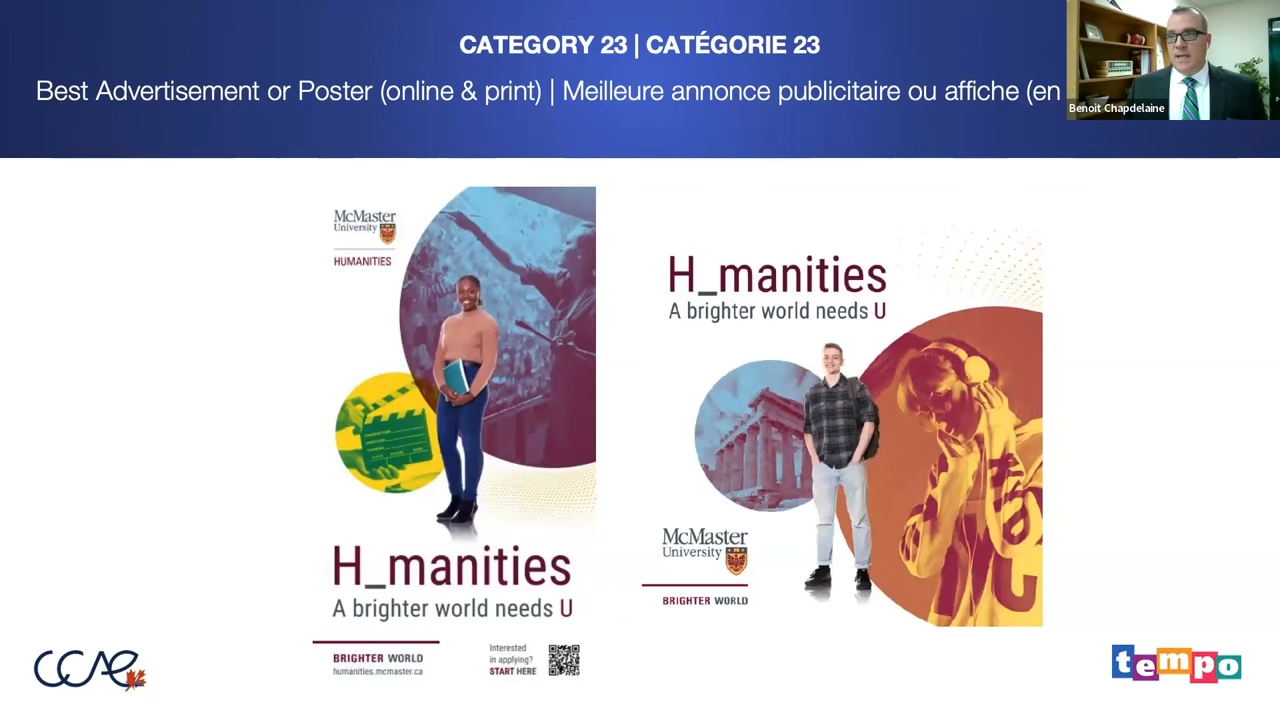 CATEGORY 23 | CATÉGORIE 23
Best Advertisement or Poster (online & print) | Meilleure annonce publicitaire ou affiche (en
Benoit Chapdelaine
McMaster
University
HUMANITIES
H_manities
A brighter world needs U
BRIGHTER WORLD
humanities.mcmaster.ca
Interested
in applying?
START HERE
H_manities
A brighter world needs U
McMaster
University
BRIGHTER WORLD
CCAE
tempo